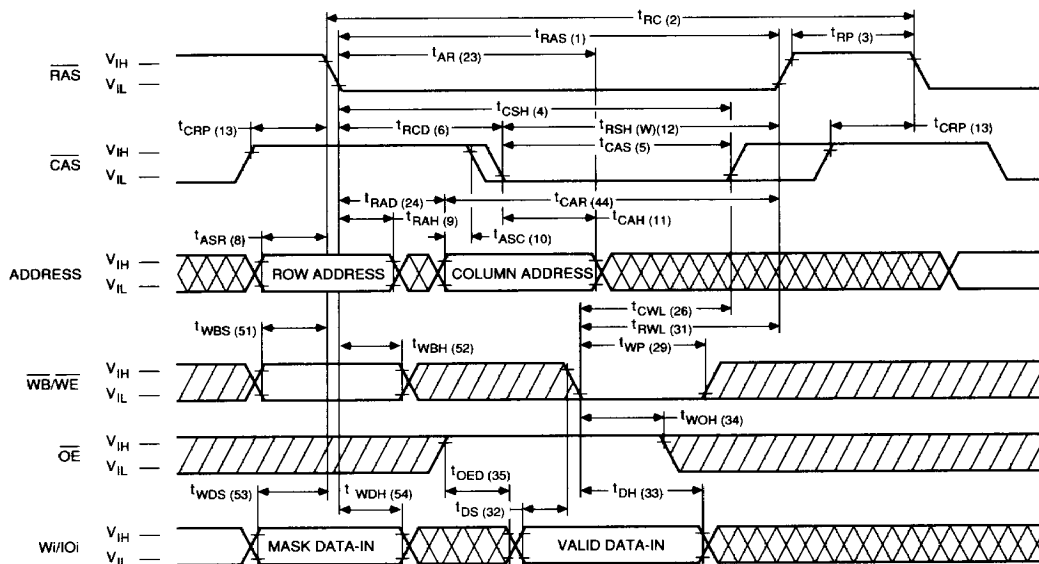 tRC (2)
tRAS (1)
tRP (3)
tAR (23)
RAS
VIH
VIL
tCSH (4)
tCRP (13)
tRCD (6)
tRSH (W)(12)
tCRP (13)
tCAS (5)
CAS
VIH
VIL
tRAD (24)
tCAR (44)
tRAH (9)
tCAH (11)
tASR (8)
tASC (10)
ADDRESS
VIH
VIL
ROW ADDRESS
COLUMN ADDRESS
tCWL (26)
tRWL (31)
tWBS (51)
tWBH (52)
tWP (29)
WB/WE
VIH
VIL
tWOH (34)
OE
VIH
VIL
tOED (35)
tWDS (53)
t WDH (54)
tDH (33)
tDS (32)
Wi/IOi
VIH
VIL
MASK DATA-IN
VALID DATA-IN